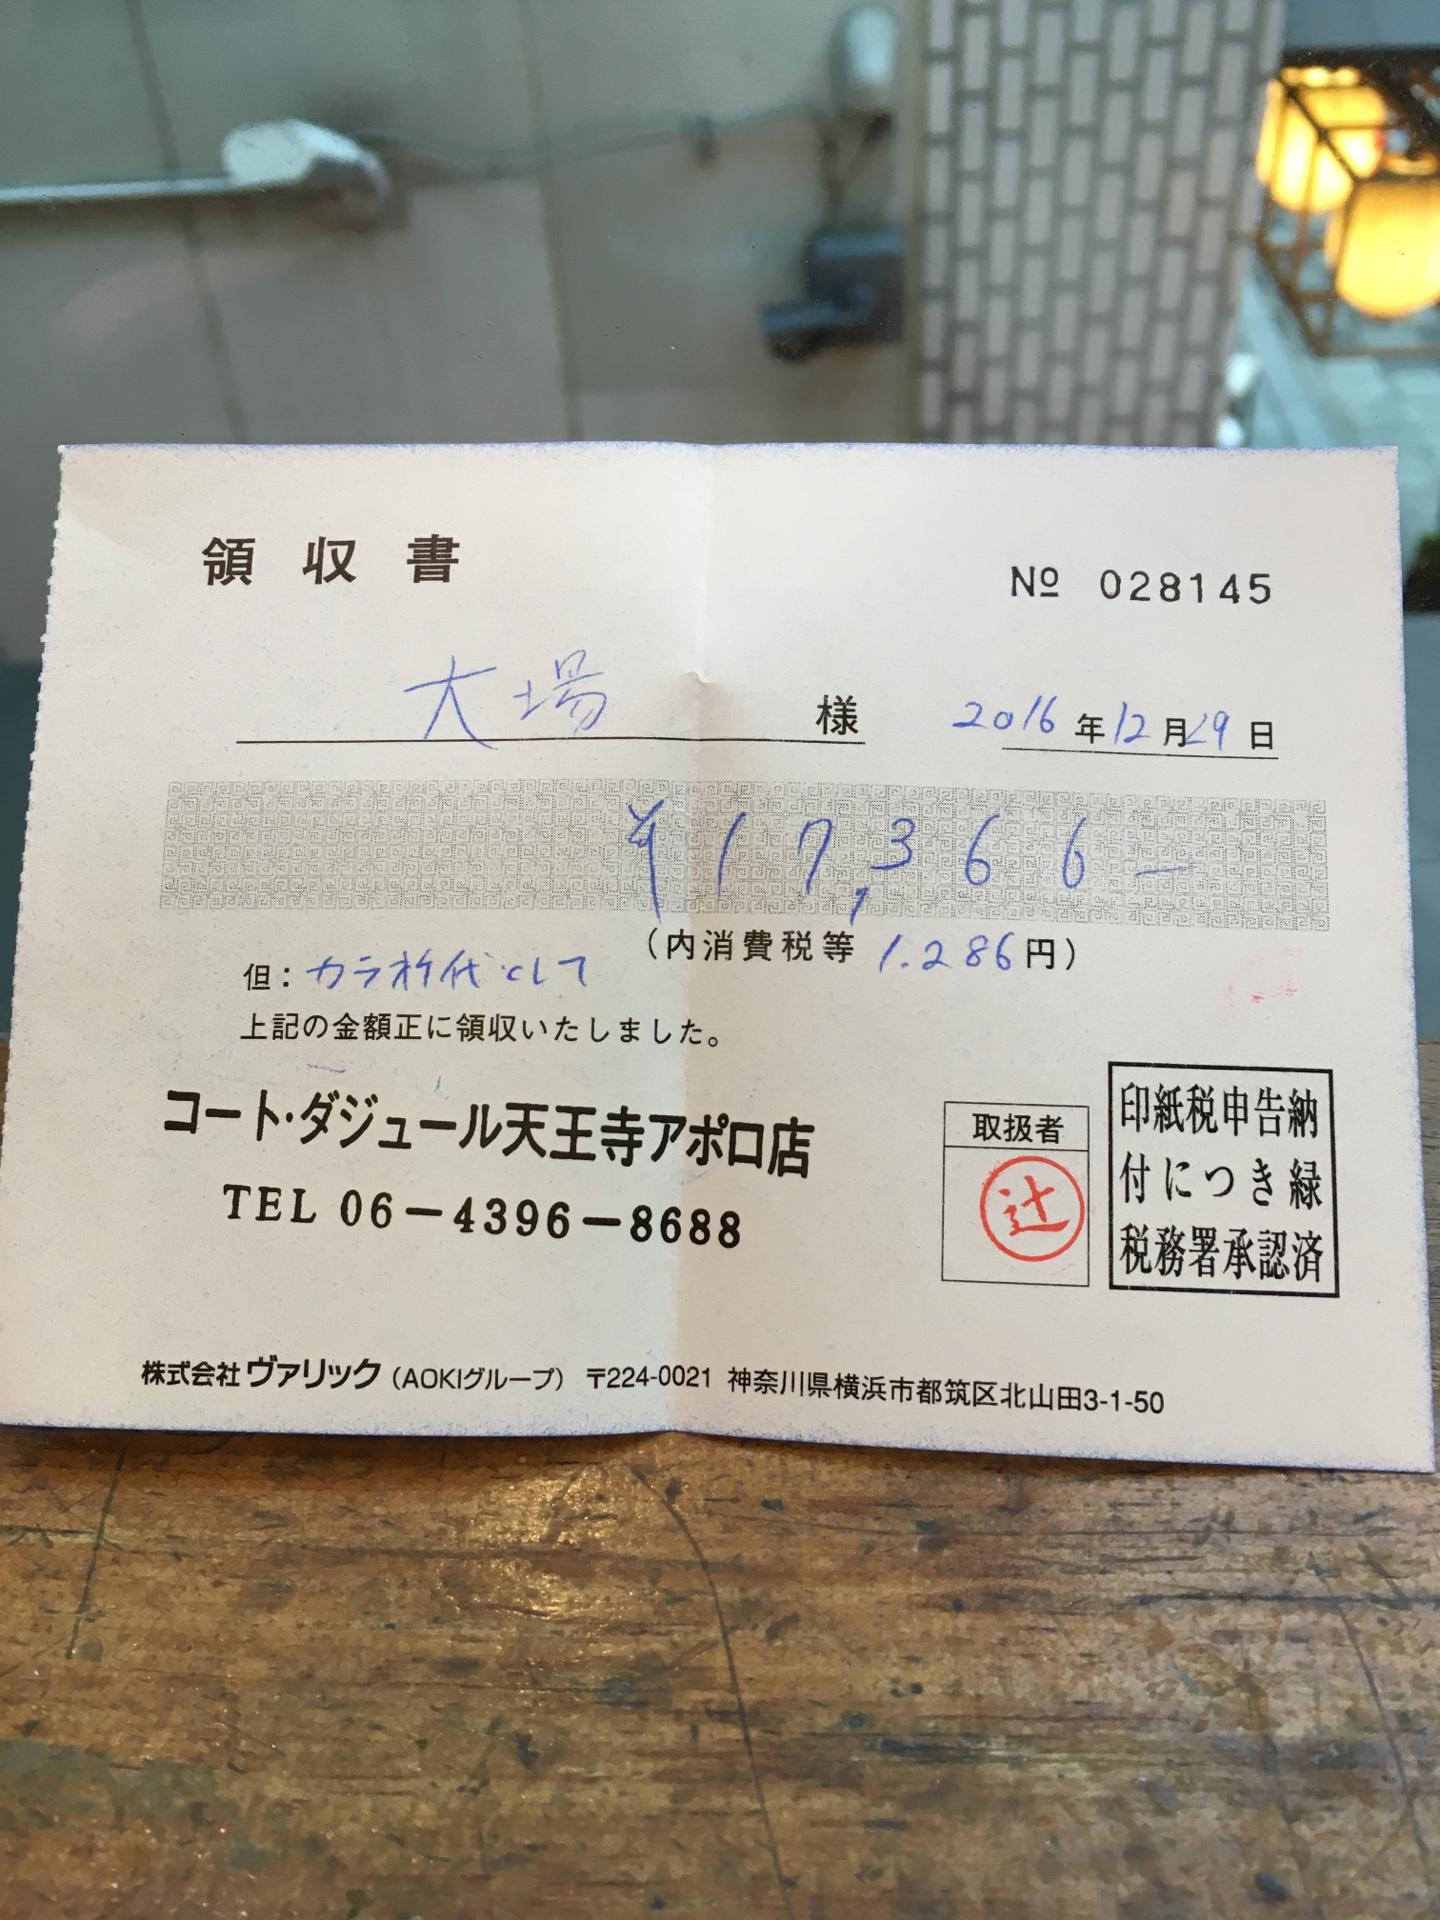 領収書
No 028145
大場 様
2016年12月29日
¥17,366-
(内消費税等 1.286円)
但: カラオケ代として
上記の金額正に領収いたしました。
コート・ダジュール天王寺アポロ店
TEL 06-4396-8688
取扱者
辻
印紙税申告納
付につき緑
税務署承認済
株式会社ヴァリック (AOKIグループ) 〒224-0021 神奈川県横浜市都筑区北山田3-1-50